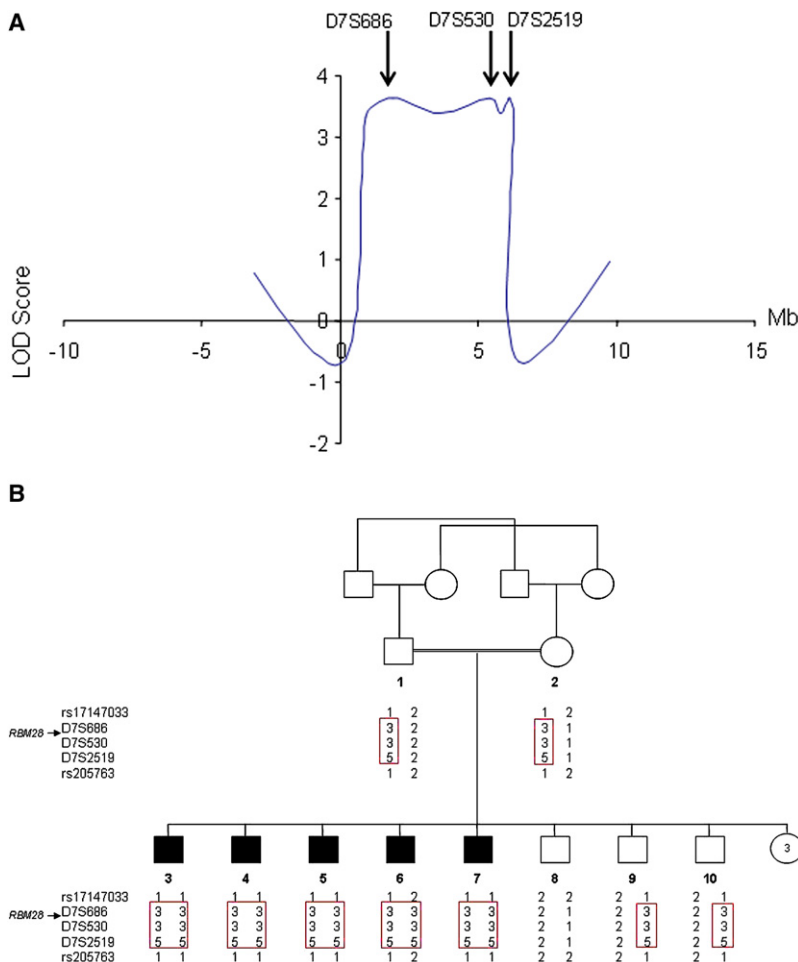 A
D7S686 D7S530 D7S2519
4
3
2
1
0
-1
-2
LOD Score
-10 -5 0 5 10 15
Mb
B
1 2
rs17147033 1 2 1 2
RBM28 D7S686 3 2 3 1
D7S530 3 2 3 1
D7S2519 5 2 5 1
rs205763 1 2 1 2
3
3 4 5 6 7 8 9 10
rs17147033 1 1 1 1 1 1 1 2 1 1 2 2 2 1 2 1
RBM28 D7S686 3 3 3 3 3 3 3 3 3 3 2 1 2 3 2 3
D7S530 3 3 3 3 3 3 3 3 3 3 2 1 2 3 2 3
D7S2519 5 5 5 5 5 5 5 5 5 5 2 1 2 5 2 5
rs205763 1 1 1 1 1 1 1 2 1 1 2 2 2 1 2 1